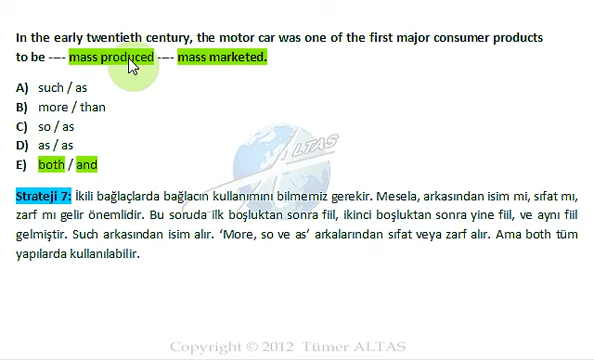 In the early twentieth century, the motor car was one of the first major consumer products
to be ---- mass produced ---- mass marketed.
A) such / as
B) more / than
C) so / as
D) as / as
E) both / and
ALTAS
Strateji 7: İkili bağlaçlarda bağlacın kullanımını bilmemiz gerekir. Mesela, arkasından isim mi, sıfat mı,
zarf mı gelir önemlidir. Bu soruda ilk boşluktan sonra fiil, ikinci boşluktan sonra yine fiil, ve aynı fiil
gelmiştir. Such arkasından isim alır. ‘More, so ve as’ arkalarından sıfat veya zarf alır. Ama both tüm
yapılarda kullanılabilir.
Copyright © 2012 Tümer ALTAS